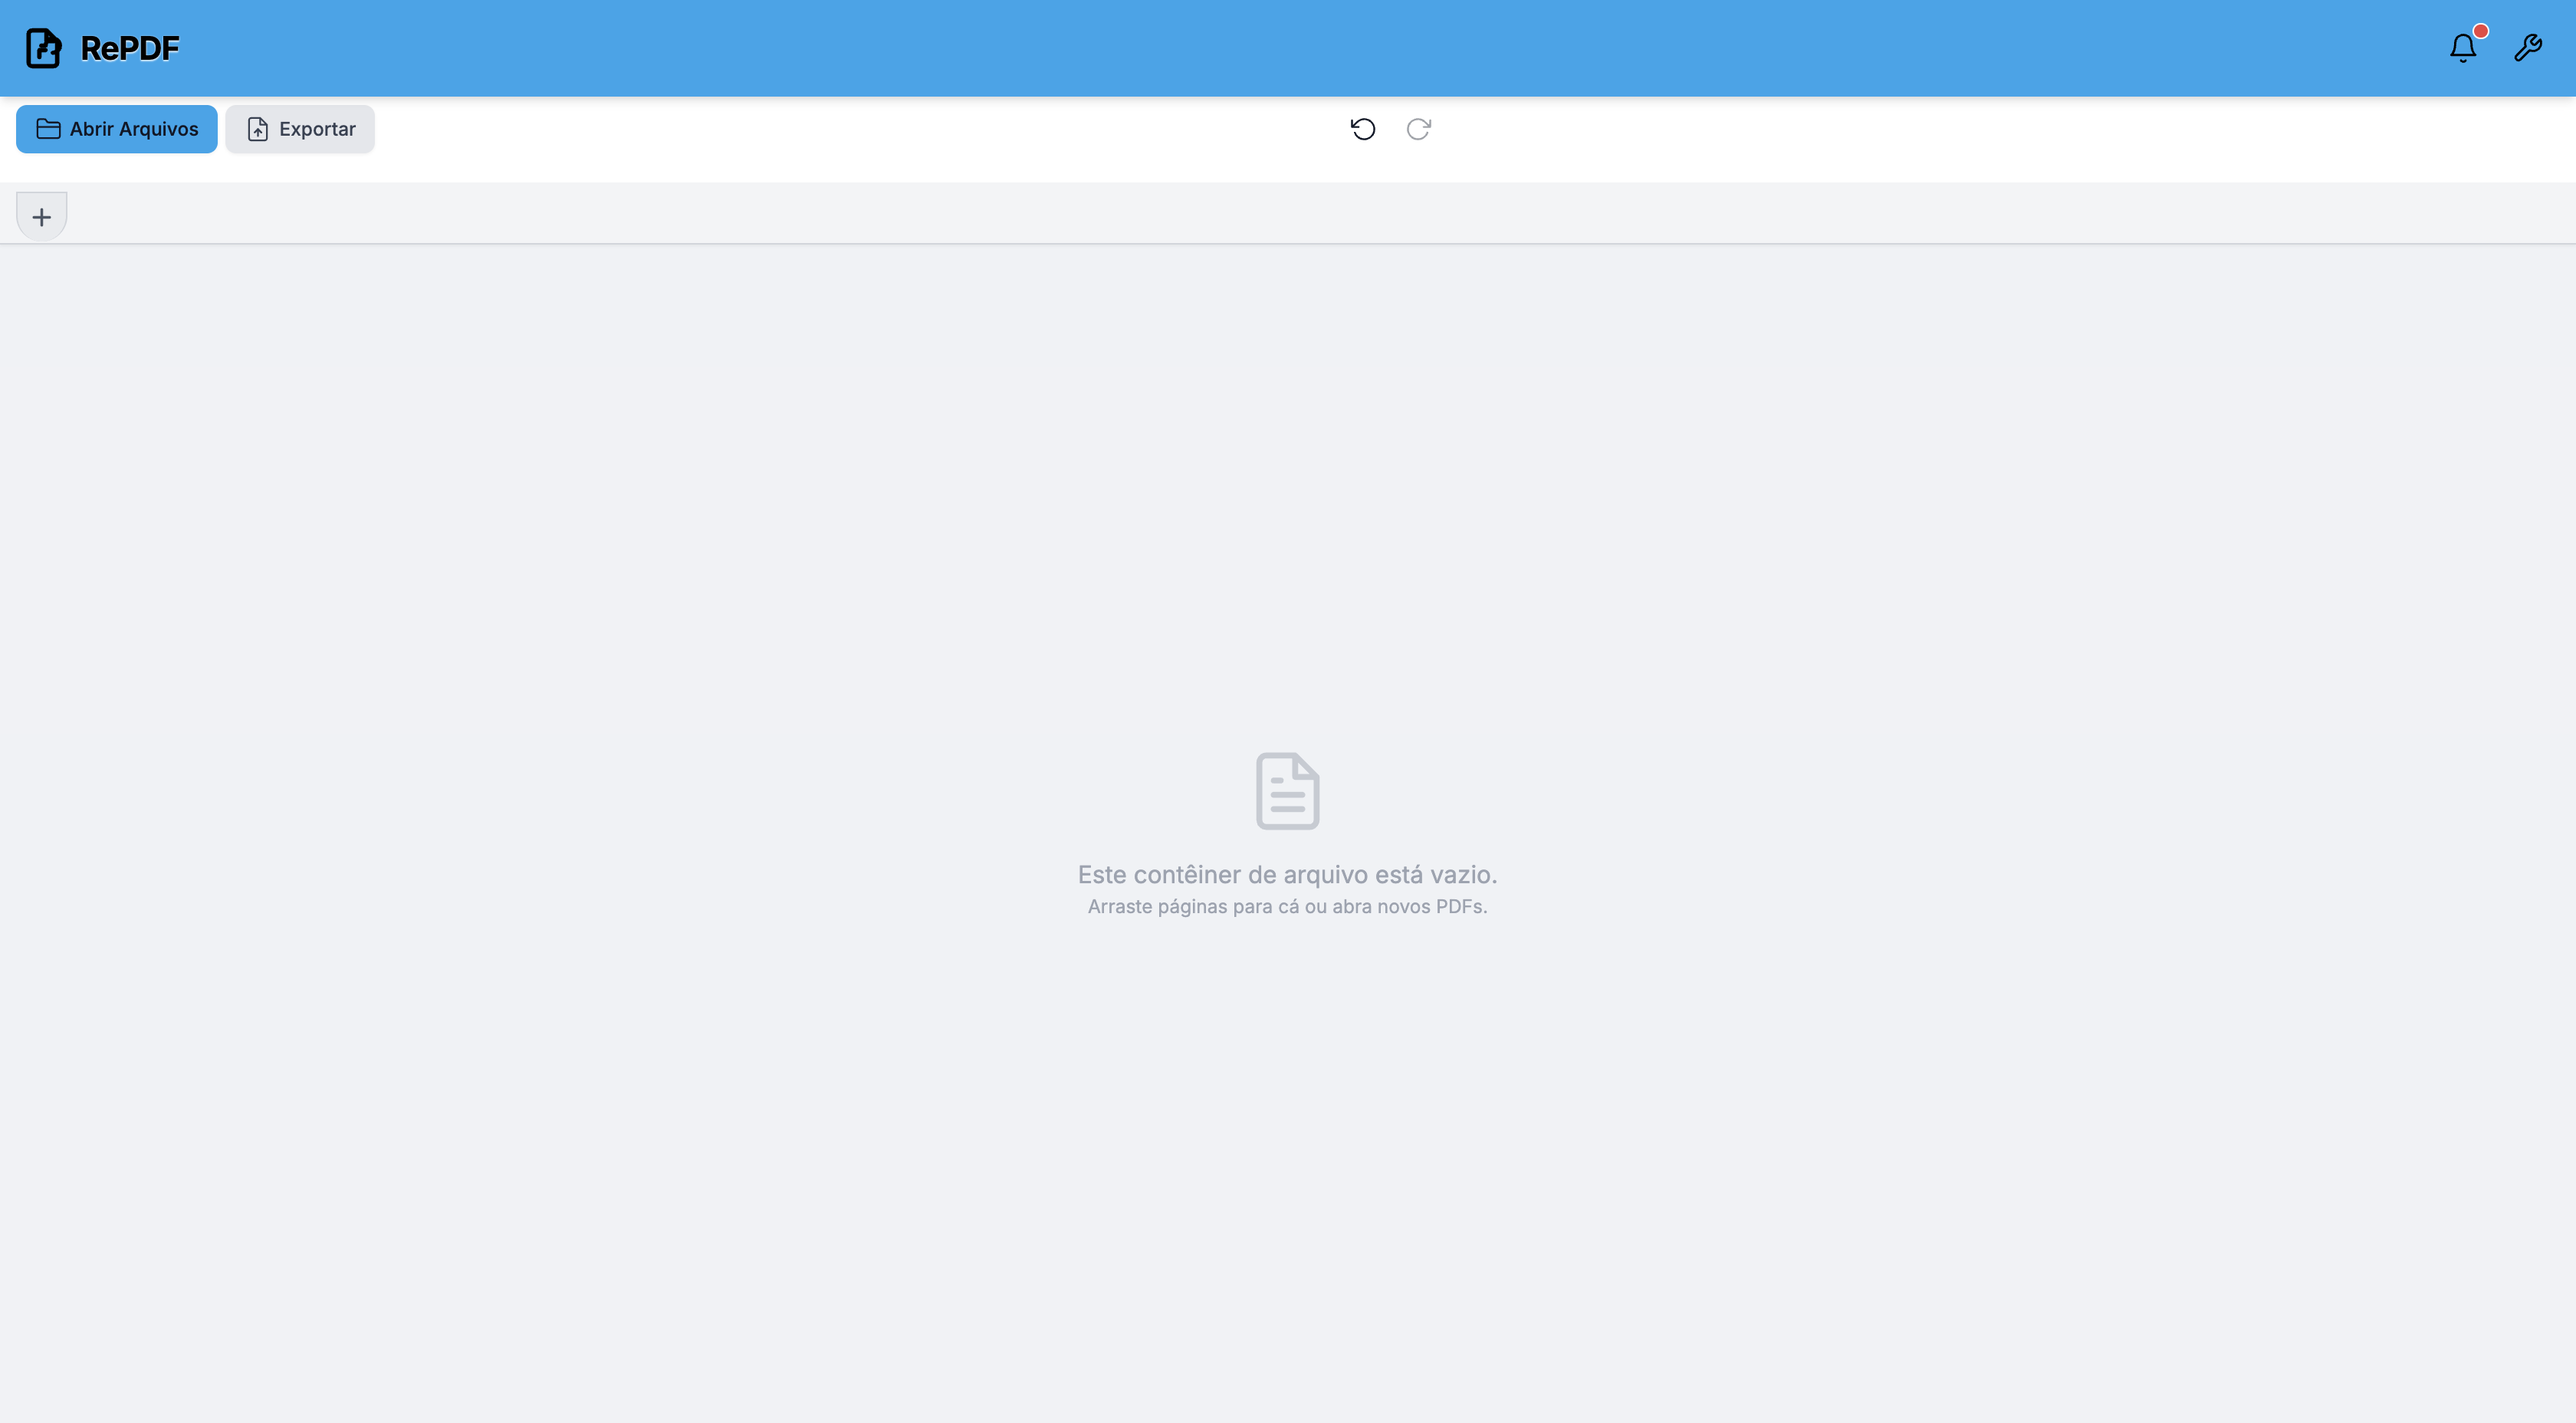 RePDF
Abrir Arquivos
Exportar
Este contêiner de arquivo está vazio.
Arraste páginas para cá ou abra novos PDFs.